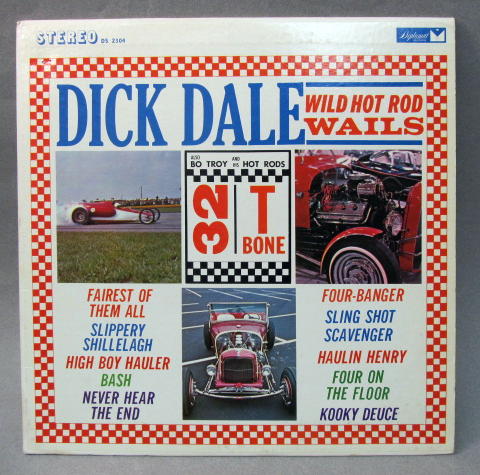 STEREO DS 2304
Diplomat
DICK DALE
WILD HOT ROD
WAILS
ALSO BO TROY AND HIS HOT RODS
32 T
BONE
FAIREST OF
THEM ALL
SLIPPERY
SHILLELAGH
HIGH BOY HAULER
BASH
NEVER HEAR
THE END
FOUR-BANGER
SLING SHOT
SCAVENGER
HAULIN HENRY
FOUR ON
THE FLOOR
KOOKY DEUCE